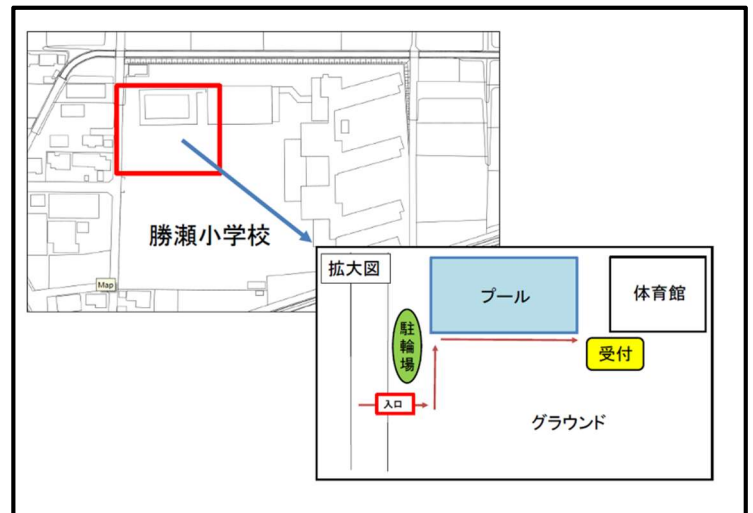 勝瀬小学校
Map
拡大図
プール
体育館
駐輪場
受付
入口
グラウンド